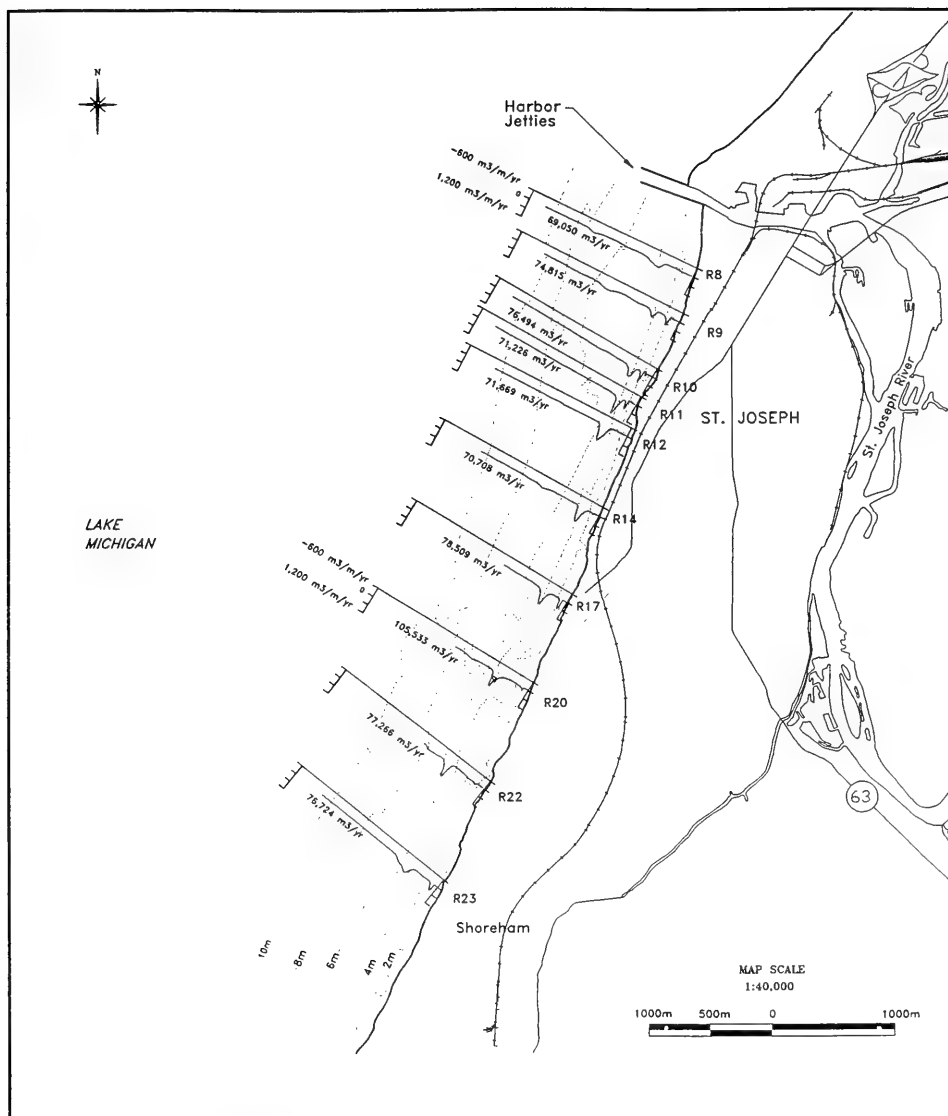 N
Harbor
Jetties
-600 m3/m/yr
0
1,200 m3/m/yr
69,050 m3/yr
R8
74,815 m3/yr
R9
76,494 m3/yr
R10
71,226 m3/yr
R11
ST. JOSEPH
71,669 m3/yr
R12
St. Joseph River
70,708 m3/yr
R14
LAKE
MICHIGAN
78,509 m3/yr
R17
-600 m3/m/yr
0
1,200 m3/m/yr
105,533 m3/yr
R20
77,266 m3/yr
R22
76,724 m3/yr
63
R23
Shoreham
10m
8m
6m
4m
2m
MAP SCALE
1:40,000
1000m 500m 0 1000m